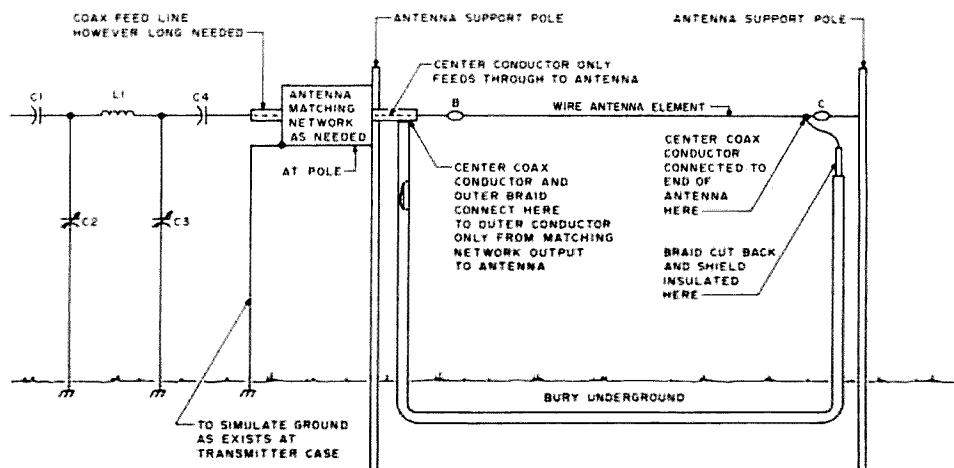 COAX FEED LINE
HOWEVER LONG NEEDED
ANTENNA SUPPORT POLE
ANTENNA SUPPORT POLE
CENTER CONDUCTOR ONLY
FEEDS THROUGH TO ANTENNA
C1
L1
C4
ANTENNA
MATCHING
NETWORK
AS NEEDED
B
WIRE ANTENNA ELEMENT
C
AT POLE
CENTER COAX
CONDUCTOR AND
OUTER BRAID
CONNECT HERE
TO OUTER CONDUCTOR
ONLY FROM MATCHING
NETWORK OUTPUT
TO ANTENNA
CENTER COAX
CONDUCTOR
CONNECTED TO
END OF
ANTENNA
HERE
C2
C3
BRAID CUT BACK
AND SHIELD
INSULATED
HERE
BURY UNDERGROUND
TO SIMULATE GROUND
AS EXISTS AT
TRANSMITTER CASE